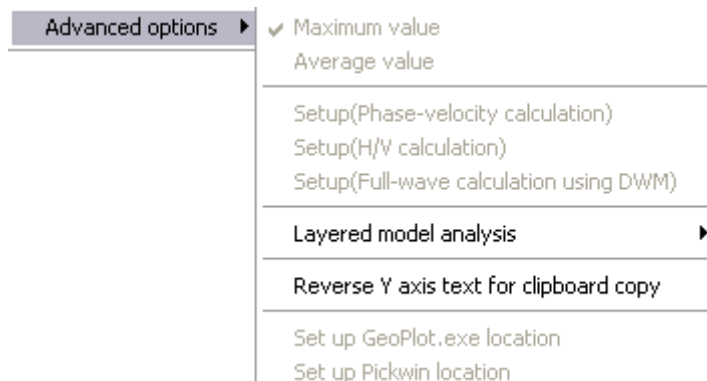 Advanced options
Maximum value
Average value
Setup(Phase-velocity calculation)
Setup(H/V calculation)
Setup(Full-wave calculation using DWM)
Layered model analysis
Reverse Y axis text for clipboard copy
Set up GeoPlot.exe location
Set up Pickwin location